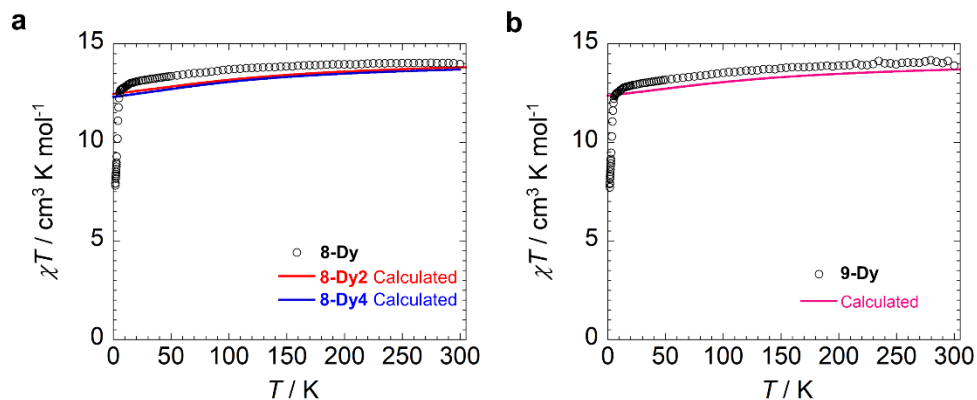 a
15
10
5
0
χT / cm³ K mol⁻¹
8-Dy
8-Dy2 Calculated
8-Dy4 Calculated
0 50 100 150 200 250 300
T / K
b
15
10
5
0
χT / cm³ K mol⁻¹
9-Dy
Calculated
0 50 100 150 200 250 300
T / K